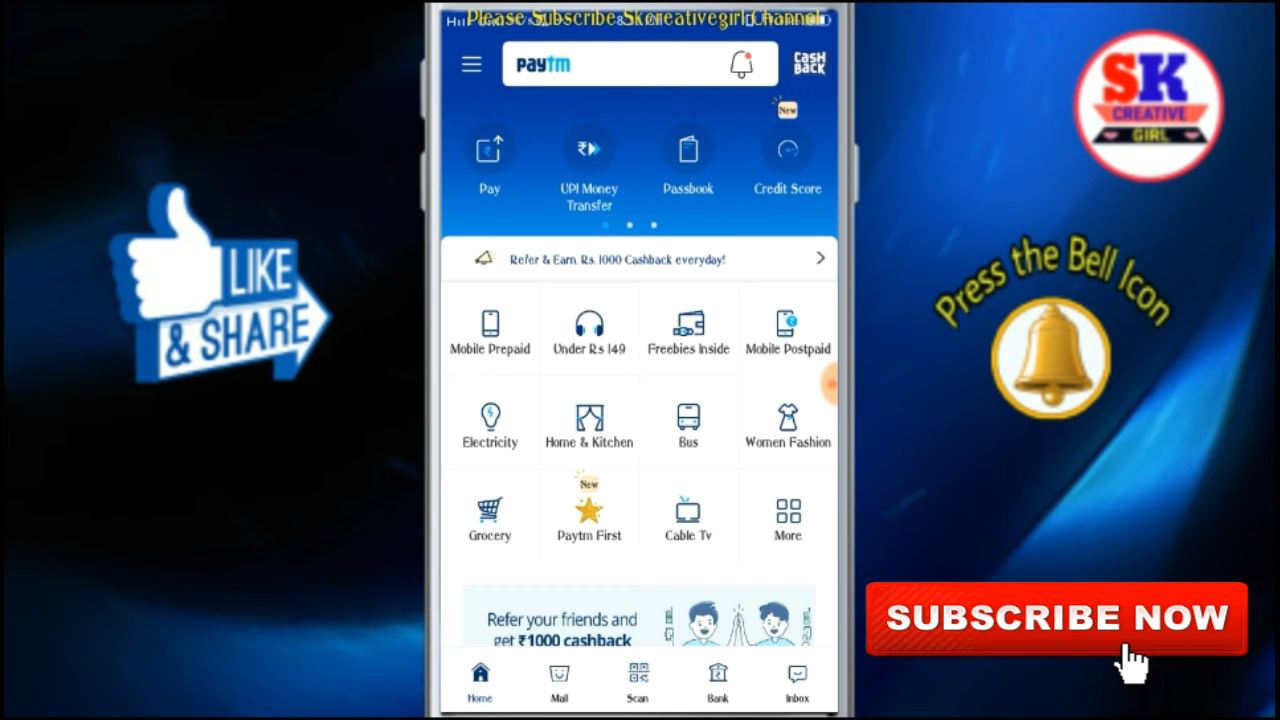 Please Subscribe Skcreativegirl Channel
paytm
CASH
BACK
New
Pay
UPI Money
Transfer
Passbook
Credit Score
Refer & Earn Rs. 1000 Cashback everyday!
Mobile Prepaid
Under Rs 149
Freebies Inside
Mobile Postpaid
Electricity
Home & Kitchen
Bus
Women Fashion
New
Grocery
Paytm First
Cable Tv
More
Refer your friends and
get ₹1000 cashback
Home
Mall
Scan
Bank
Inbox
LIKE
& SHARE
SK
CREATIVE
GIRL
Press the Bell Icon
SUBSCRIBE NOW